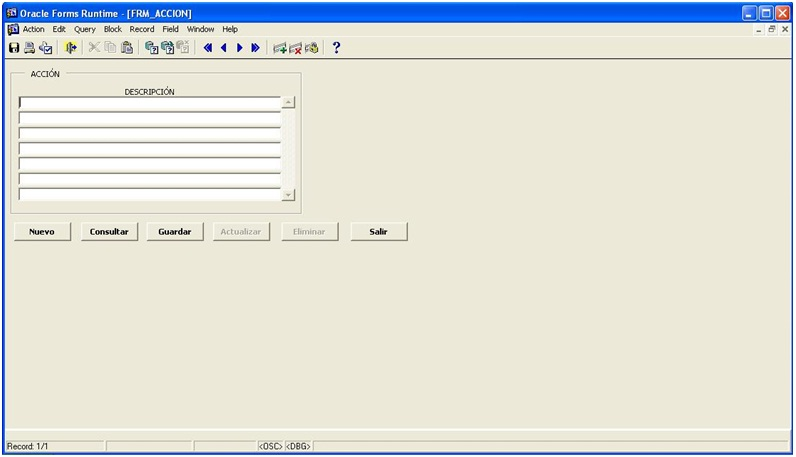 Oracle Forms Runtime - [FRM_ACCION]
Action Edit Query Block Record Field Window Help
ACCIÓN
DESCRIPCIÓN
Nuevo Consultar Guardar Actualizar Eliminar Salir
Record: 1/1 <OSC> <DBG>